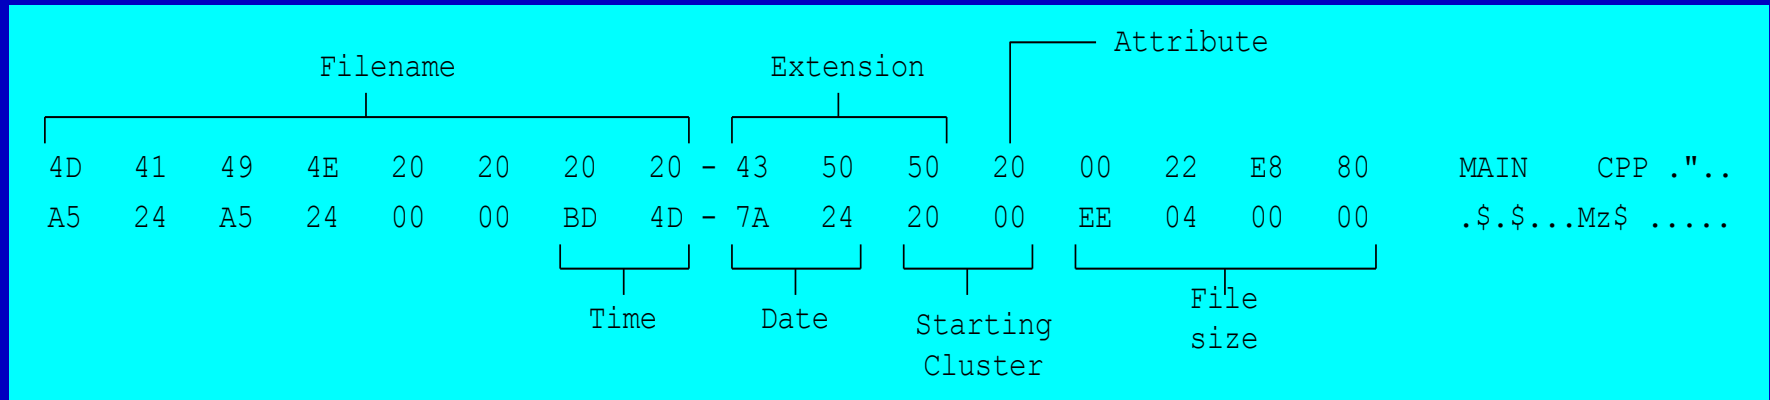 Attribute
Filename Extension
4D 41 49 4E 20 20 20 20 - 43 50 50 20 00 22 E8 80 MAIN CPP ."..
A5 24 A5 24 00 00 BD 4D - 7A 24 20 00 EE 04 00 00 .$.$...Mz$ .....
Time Date Starting Cluster File size